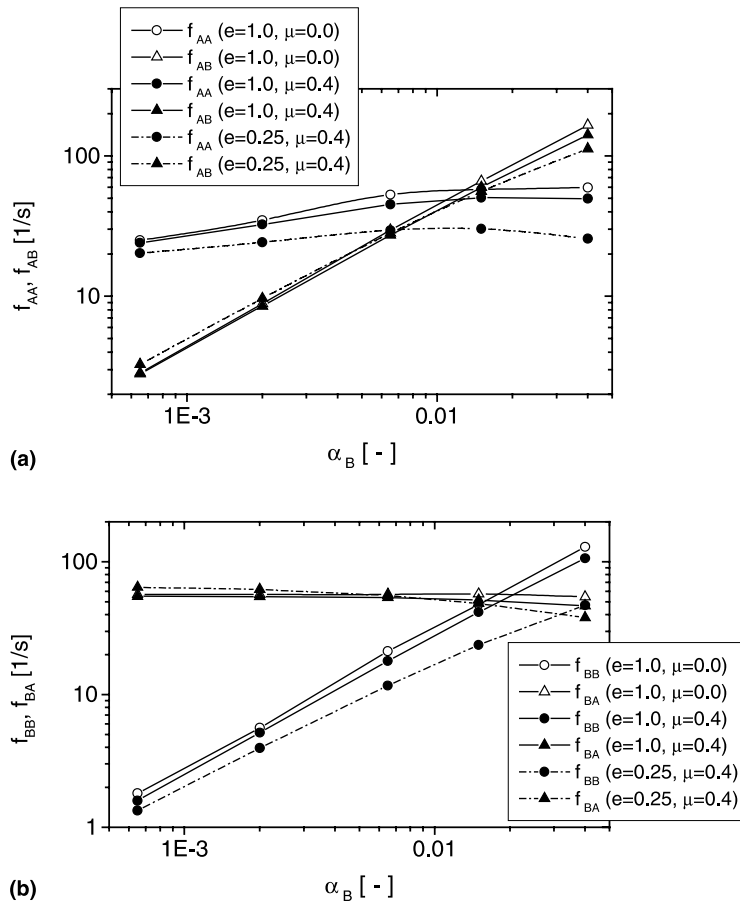 f_AA (e=1.0, μ=0.0)
f_AB (e=1.0, μ=0.0)
f_AA (e=1.0, μ=0.4)
f_AB (e=1.0, μ=0.4)
f_AA (e=0.25, μ=0.4)
f_AB (e=0.25, μ=0.4)
100
10
f_AA, f_AB [1/s]
1E-3
0.01
α_B [ - ]
(a)
100
10
1
f_BB, f_BA [1/s]
f_BB (e=1.0, μ=0.0)
f_BA (e=1.0, μ=0.0)
f_BB (e=1.0, μ=0.4)
f_BA (e=1.0, μ=0.4)
f_BB (e=0.25, μ=0.4)
f_BA (e=0.25, μ=0.4)
1E-3
0.01
α_B [ - ]
(b)